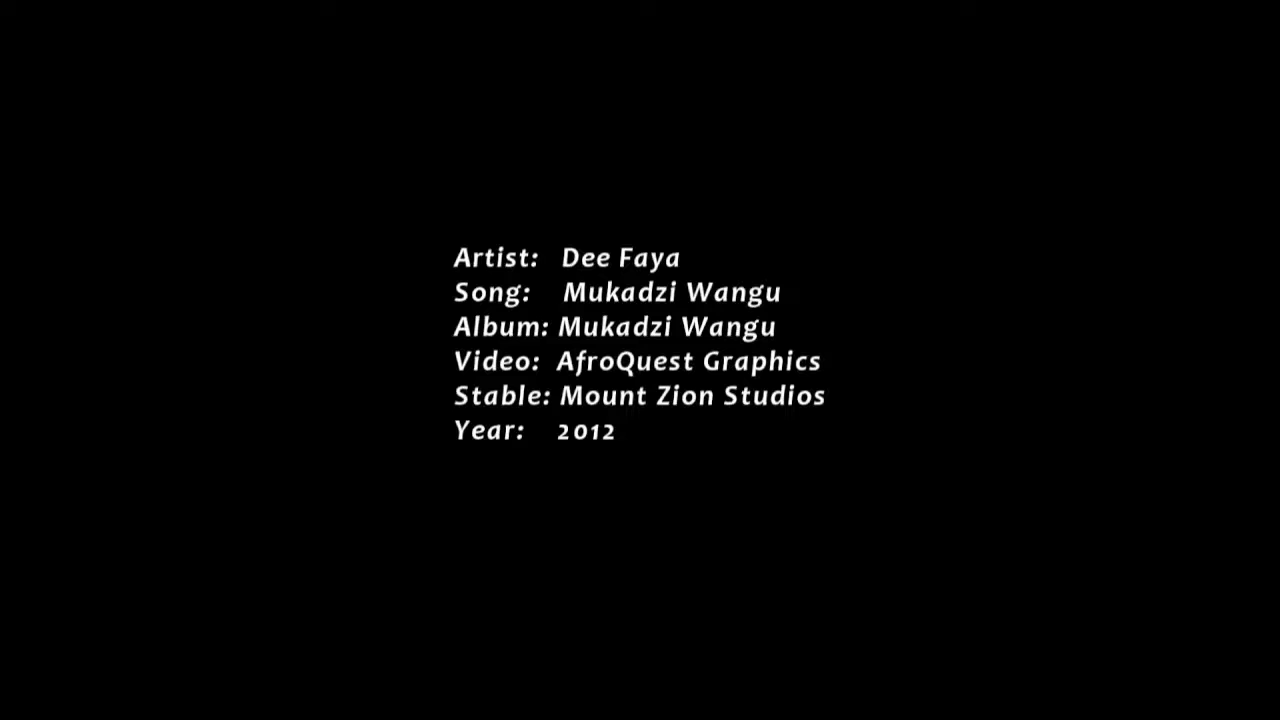 Artist: Dee Faya
Song: Mukadzi Wangu
Album: Mukadzi Wangu
Video: AfroQuest Graphics
Stable: Mount Zion Studios
Year: 2012